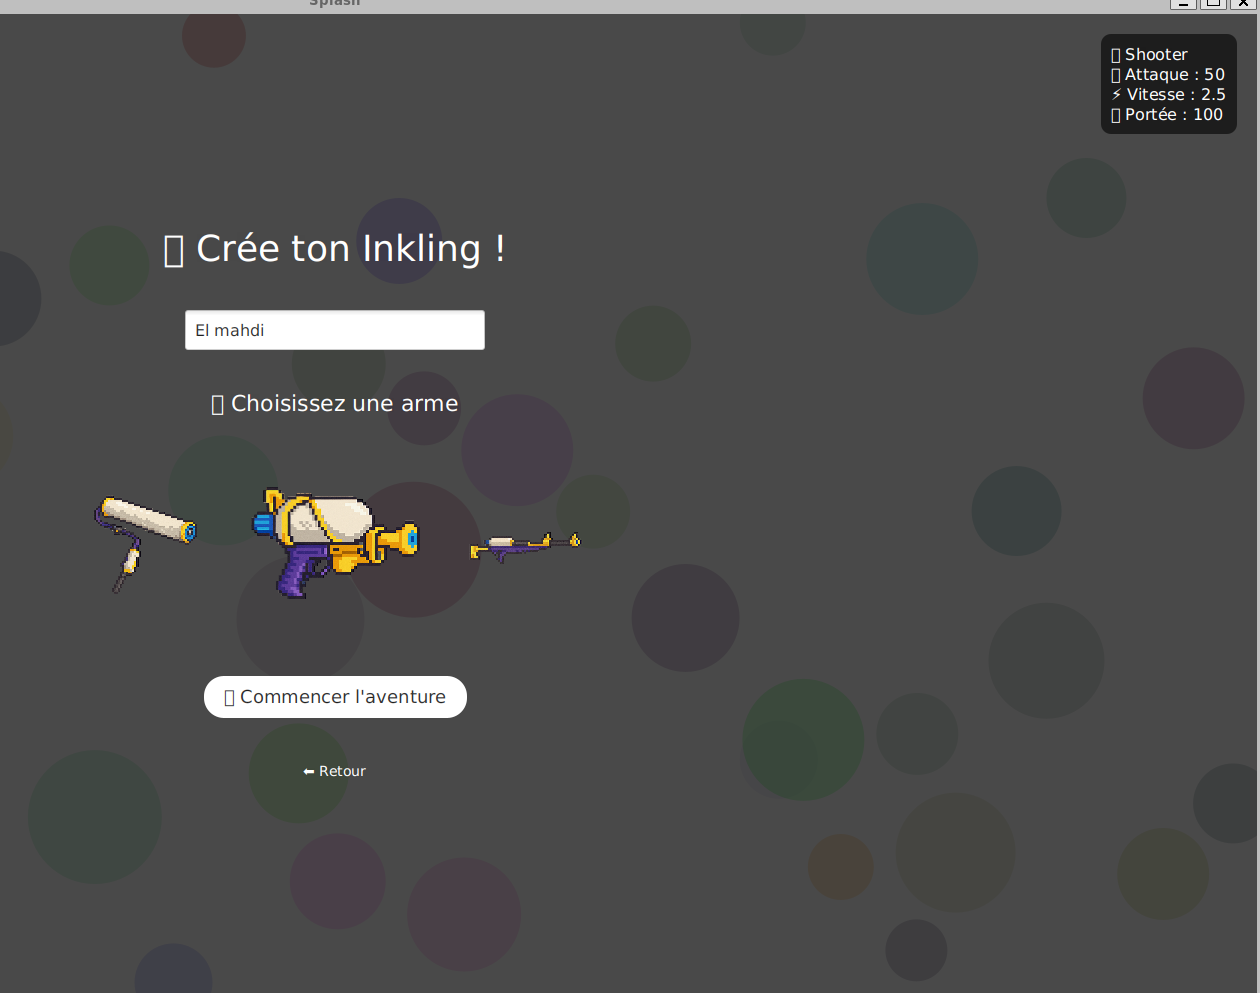 Splash
Shooter
Attaque : 50
⚡ Vitesse : 2.5
Portée : 100
Crée ton Inkling !
El mahdi
Choisissez une arme
Commencer l'aventure
⬅ Retour